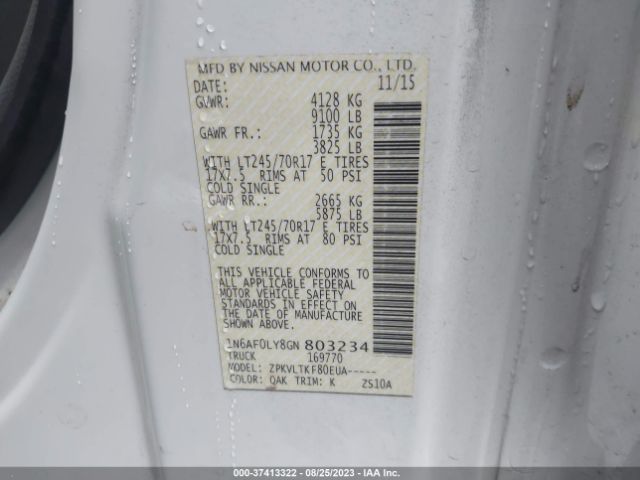 MFD BY NISSAN MOTOR CO., LTD.
DATE: 11/15
GVWR: 4128 KG
9100 LB
GAWR FR.: 1735 KG
3825 LB
WITH LT245/70R17 E TIRES
17X7.5 RIMS AT 50 PSI
COLD SINGLE
GAWR RR.: 2665 KG
5875 LB
WITH LT245/70R17 E TIRES
17X7.5 RIMS AT 80 PSI
COLD SINGLE
THIS VEHICLE CONFORMS TO
ALL APPLICABLE FEDERAL
MOTOR VEHICLE SAFETY
STANDARDS IN EFFECT ON
THE DATE OF MANUFACTURE
SHOWN ABOVE.
1N6AF0LY8GN 803234
TRUCK 169770
MODEL: ZPKVLTKF80EUA-----
COLOR: QAK TRIM: K ZS10A
000-37413322 - 08/25/2023 - IAA Inc.